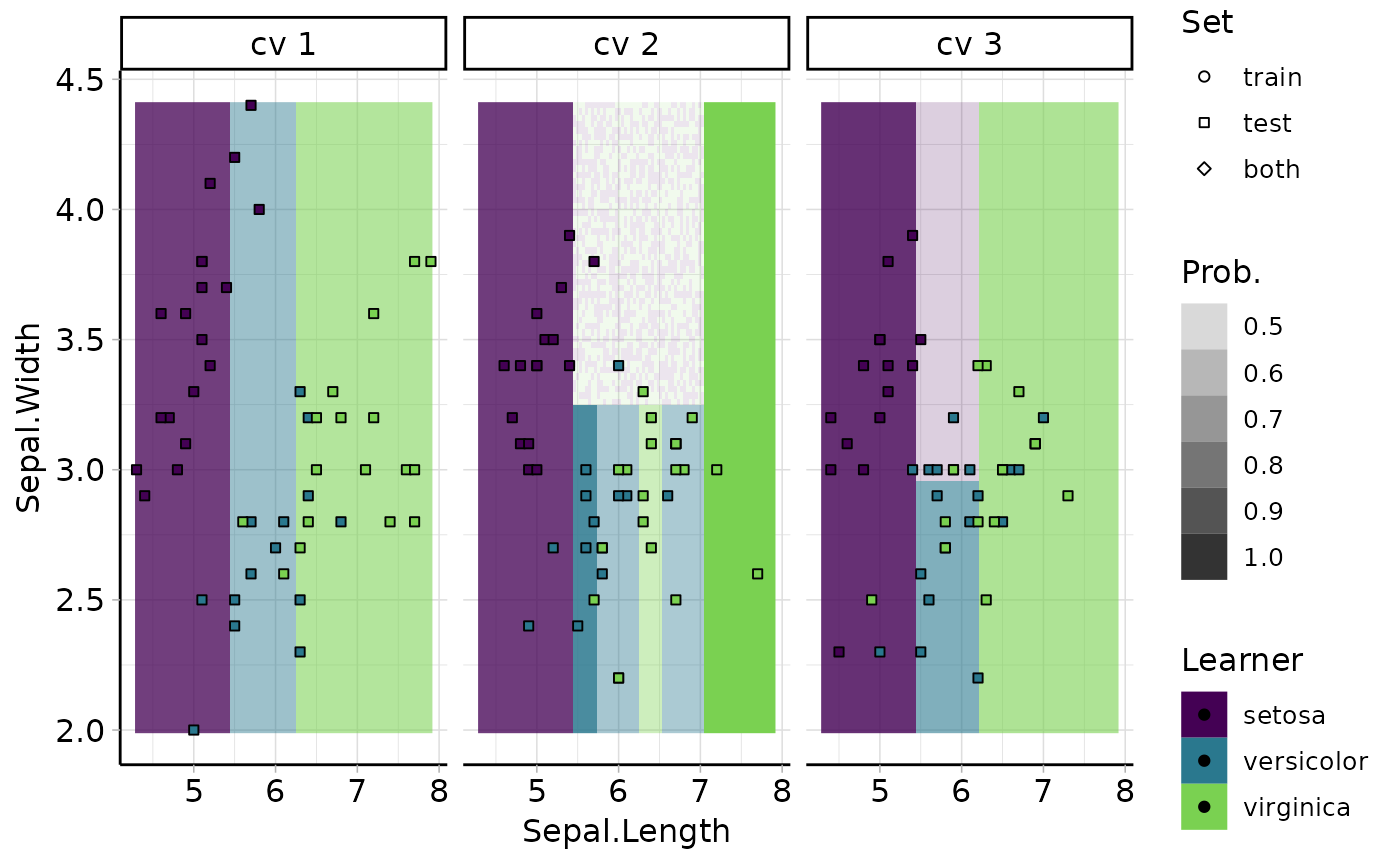 cv 1
cv 2
cv 3
4.5
4.0
3.5
3.0
2.5
2.0
Sepal.Width
5 6 7 8
5 6 7 8
5 6 7 8
Sepal.Length
Set
train
test
both
Prob.
0.5
0.6
0.7
0.8
0.9
1.0
Learner
setosa
versicolor
virginica